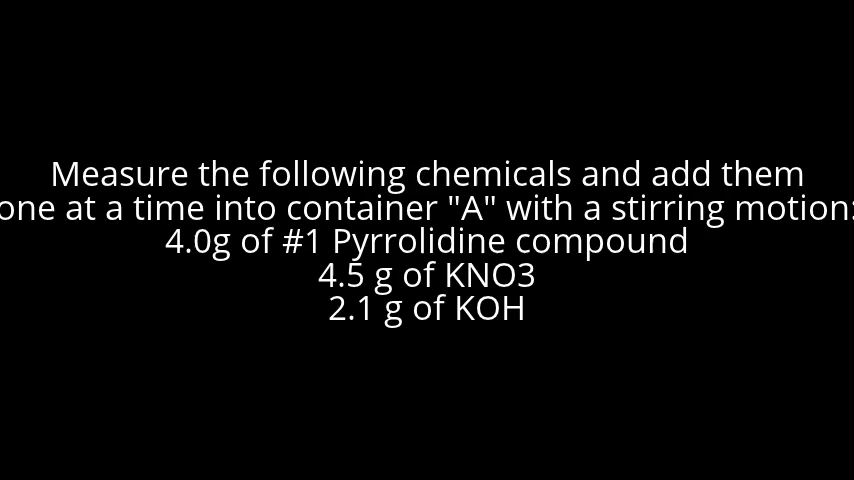 Measure the following chemicals and add them
one at a time into container "A" with a stirring motion:
4.0g of #1 Pyrrolidine compound
4.5 g of KNO3
2.1 g of KOH